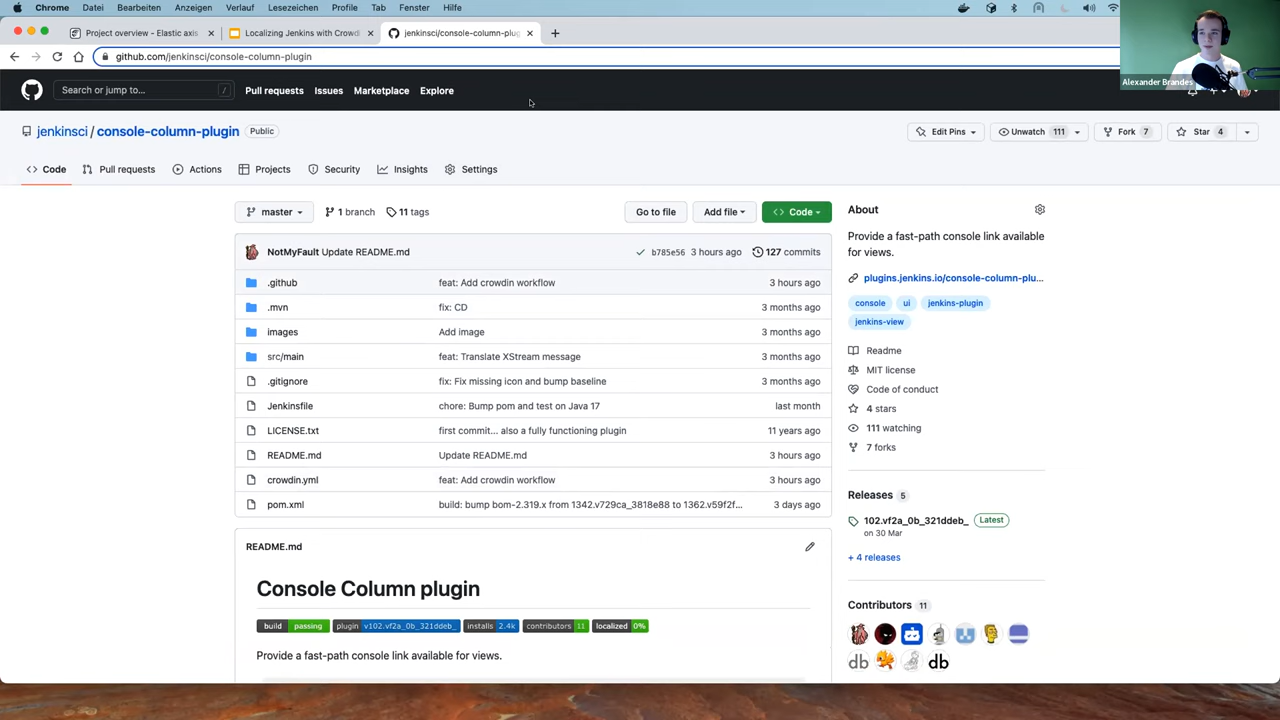 Chrome Datei Bearbeiten Anzeigen Verlauf Lesezeichen Profile Tab Fenster Hilfe
Project overview - Elastic axis
Localizing Jenkins with Crowdi
jenkinsci/console-column-plug
github.com/jenkinsci/console-column-plugin
Alexander Brandes
Search or jump to... /
Pull requests Issues Marketplace Explore
jenkinsci / console-column-plugin Public
Edit Pins Unwatch 111 Fork 7 Star 4
Code Pull requests Actions Projects Security Insights Settings
master 1 branch 11 tags Go to file Add file Code
NotMyFault Update README.md b785e56 3 hours ago 127 commits
.github feat: Add crowdin workflow 3 hours ago
.mvn fix: CD 3 months ago
images Add image 3 months ago
src/main feat: Translate XStream message 3 months ago
.gitignore fix: Fix missing icon and bump baseline 3 months ago
Jenkinsfile chore: Bump pom and test on Java 17 last month
LICENSE.txt first commit... also a fully functioning plugin 11 years ago
README.md Update README.md 3 hours ago
crowdin.yml feat: Add crowdin workflow 3 hours ago
pom.xml build: bump bom-2.319.x from 1342.v729ca_3818e88 to 1362.v59f2f... 3 days ago
README.md
Console Column plugin
build passing plugin v102.vf2a_0b_321ddeb_ installs 2.4k contributors 11 localized 0%
Provide a fast-path console link available for views.
About
Provide a fast-path console link available
for views.
plugins.jenkins.io/console-column-plu...
console ui jenkins-plugin
jenkins-view
Readme
MIT license
Code of conduct
4 stars
111 watching
7 forks
Releases 5
102.vf2a_0b_321ddeb_ Latest
on 30 Mar
+ 4 releases
Contributors 11
db
db